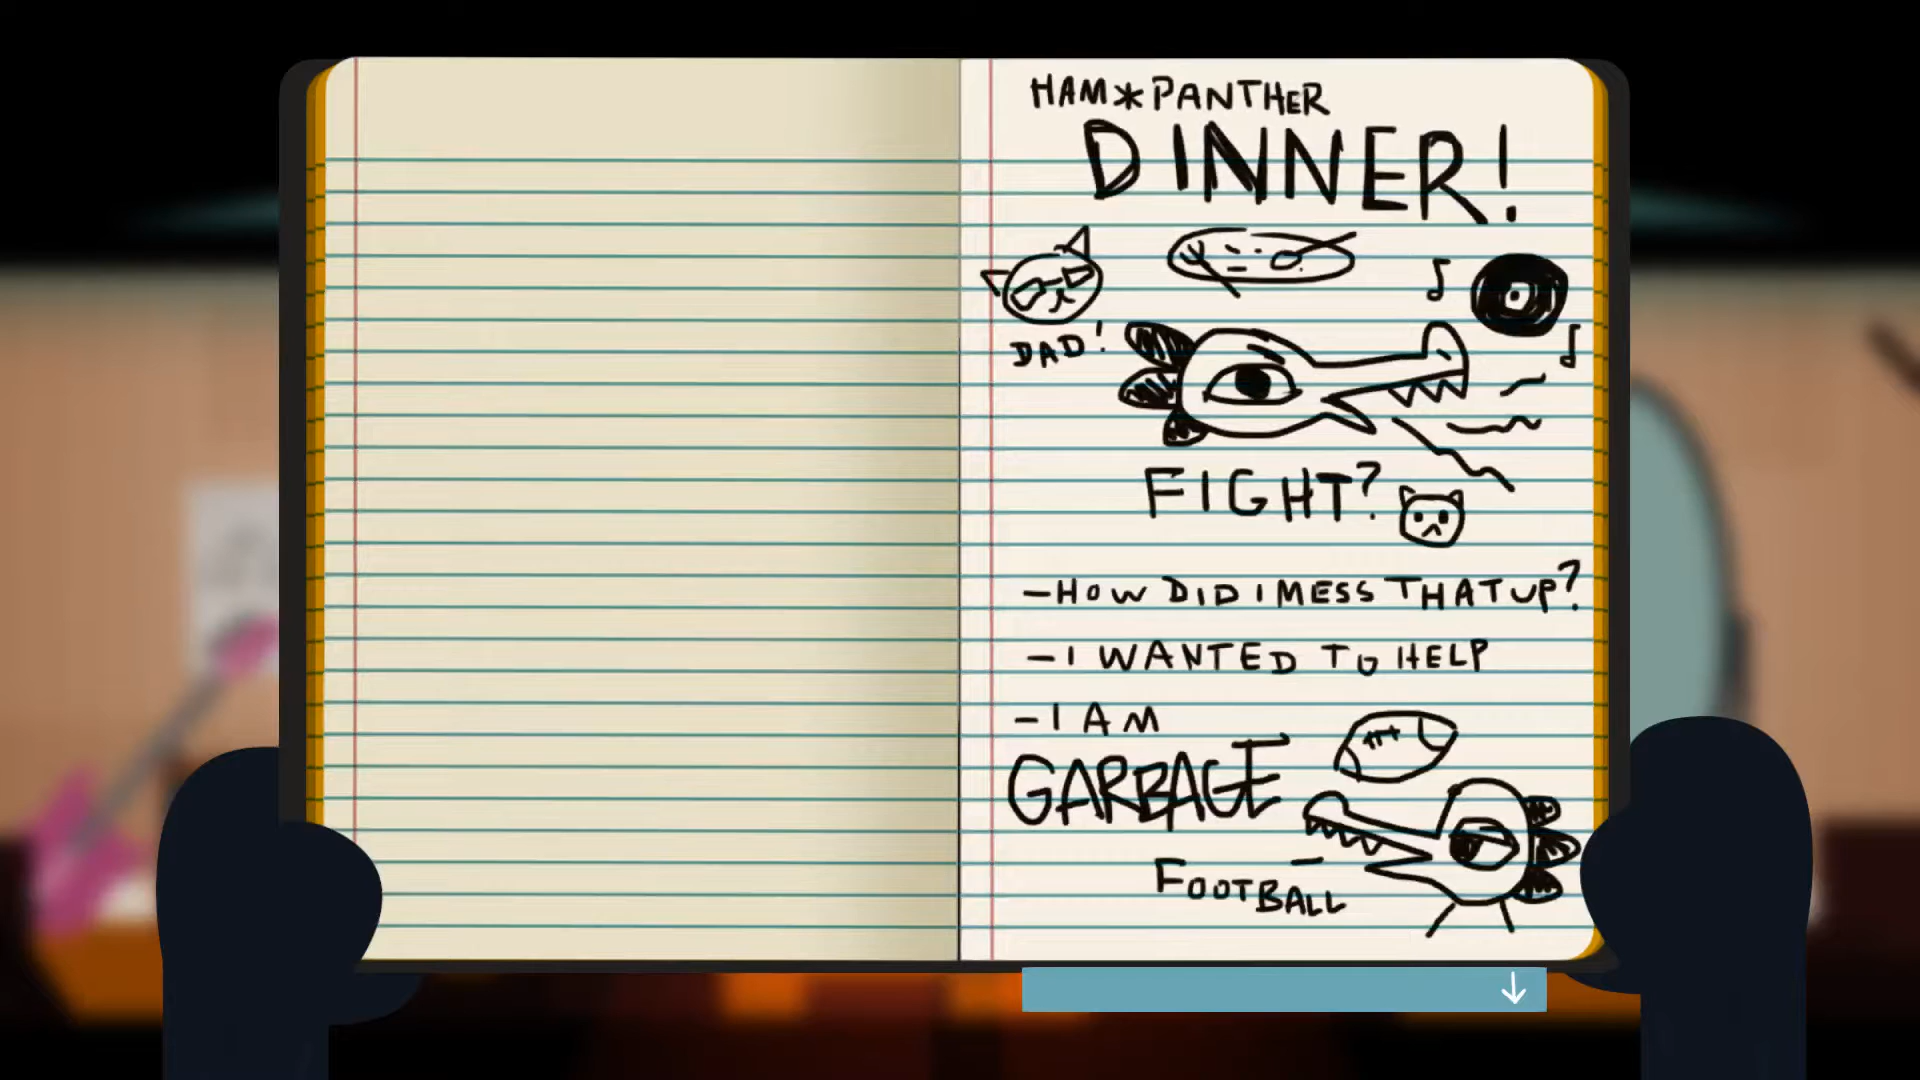 HAM*PANTHER
DINNER!
DAD!
FIGHT?
-HOW DID I MESS THAT UP?
-I WANTED TO HELP
-I AM
GARBAGE
FOOTBALL